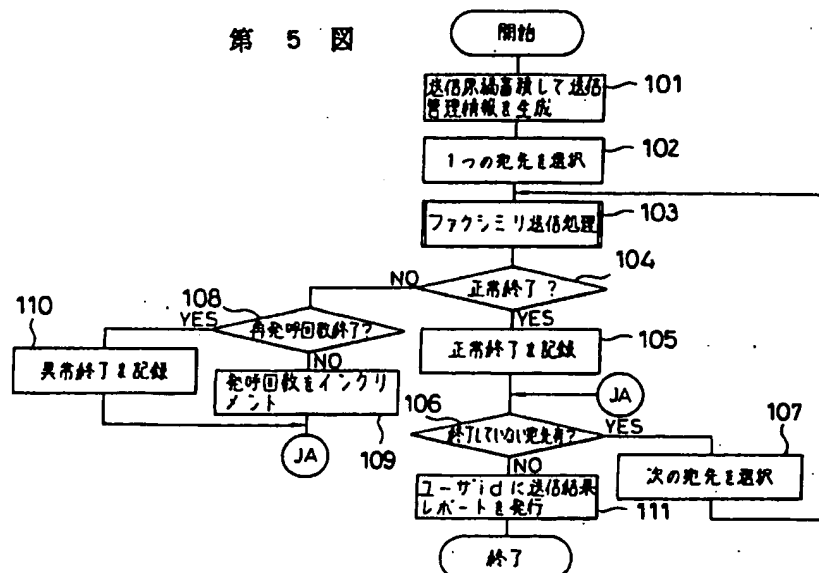 第 5 図
開始
送信原稿蓄積して送信
管理情報を生成
101
1つの宛先を選択
102
ファクシミリ送信処理
103
正常終了?
104
NO
YES
正常終了を記録
105
108
再発呼回数終了?
YES
NO
110
異常終了を記録
発呼回数をインクリ
メント
109
JA
JA
106
終了していない宛先有?
YES
NO
107
次の宛先を選択
ユーザidに送信結果
レポートを発行
111
終了